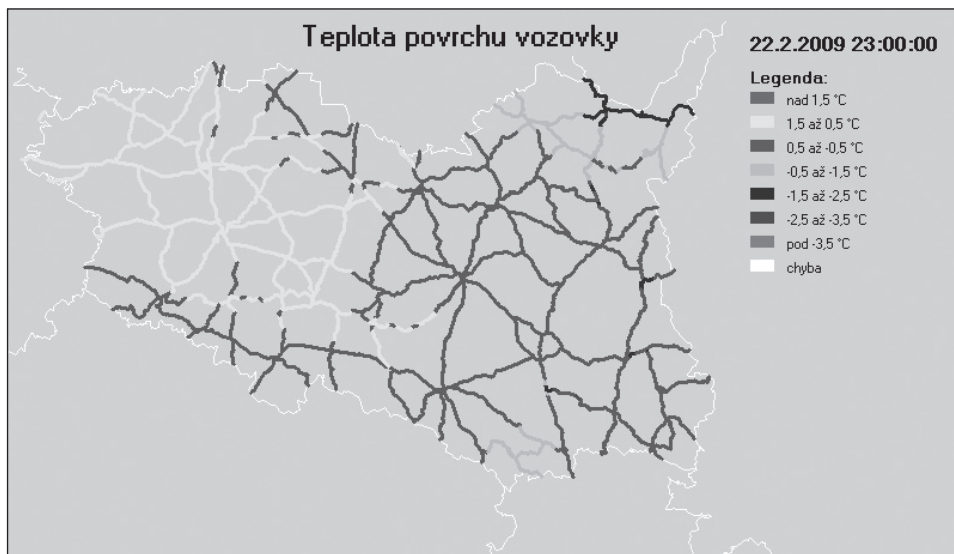 Teplota povrchu vozovky
22.2.2009 23:00:00
Legenda:
nad 1,5 °C
1,5 až 0,5 °C
0,5 až -0,5 °C
-0,5 až -1,5 °C
-1,5 až -2,5 °C
-2,5 až -3,5 °C
pod -3,5 °C
chyba